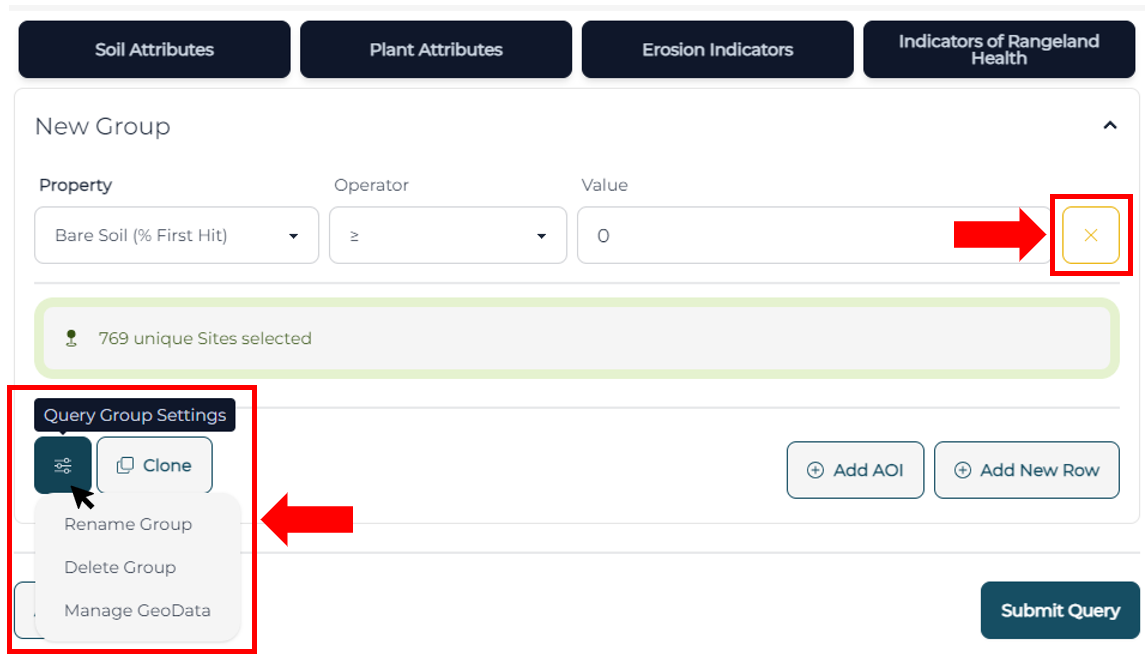 Soil Attributes
Plant Attributes
Erosion Indicators
Indicators of Rangeland
Health
New Group
Property
Operator
Value
Bare Soil (% First Hit)
≥
0
769 unique Sites selected
Query Group Settings
Clone
Add AOI
Add New Row
Rename Group
Delete Group
Manage GeoData
Submit Query